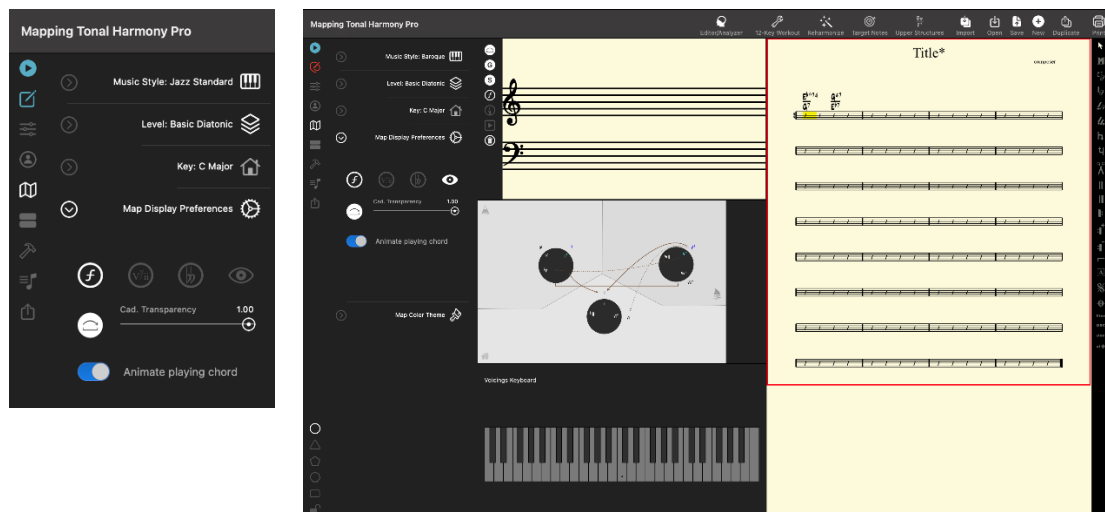 Mapping Tonal Harmony Pro
Music Style: Jazz Standard
Level: Basic Diatonic
Key: C Major
Map Display Preferences
Cad. Transparency 1.00
Animate playing chord
Mapping Tonal Harmony Pro
Editor/Analyzer 12-Key Workout Reharmonize Target Notes Upper Structures Import Open Save New Duplicate Print
Music Style: Baroque
Level: Basic Diatonic
Key: C Major
Map Display Preferences
Cad. Transparency 1.00
Animate playing chord
Map Color Theme
Title*
composer
Voicings Keyboard